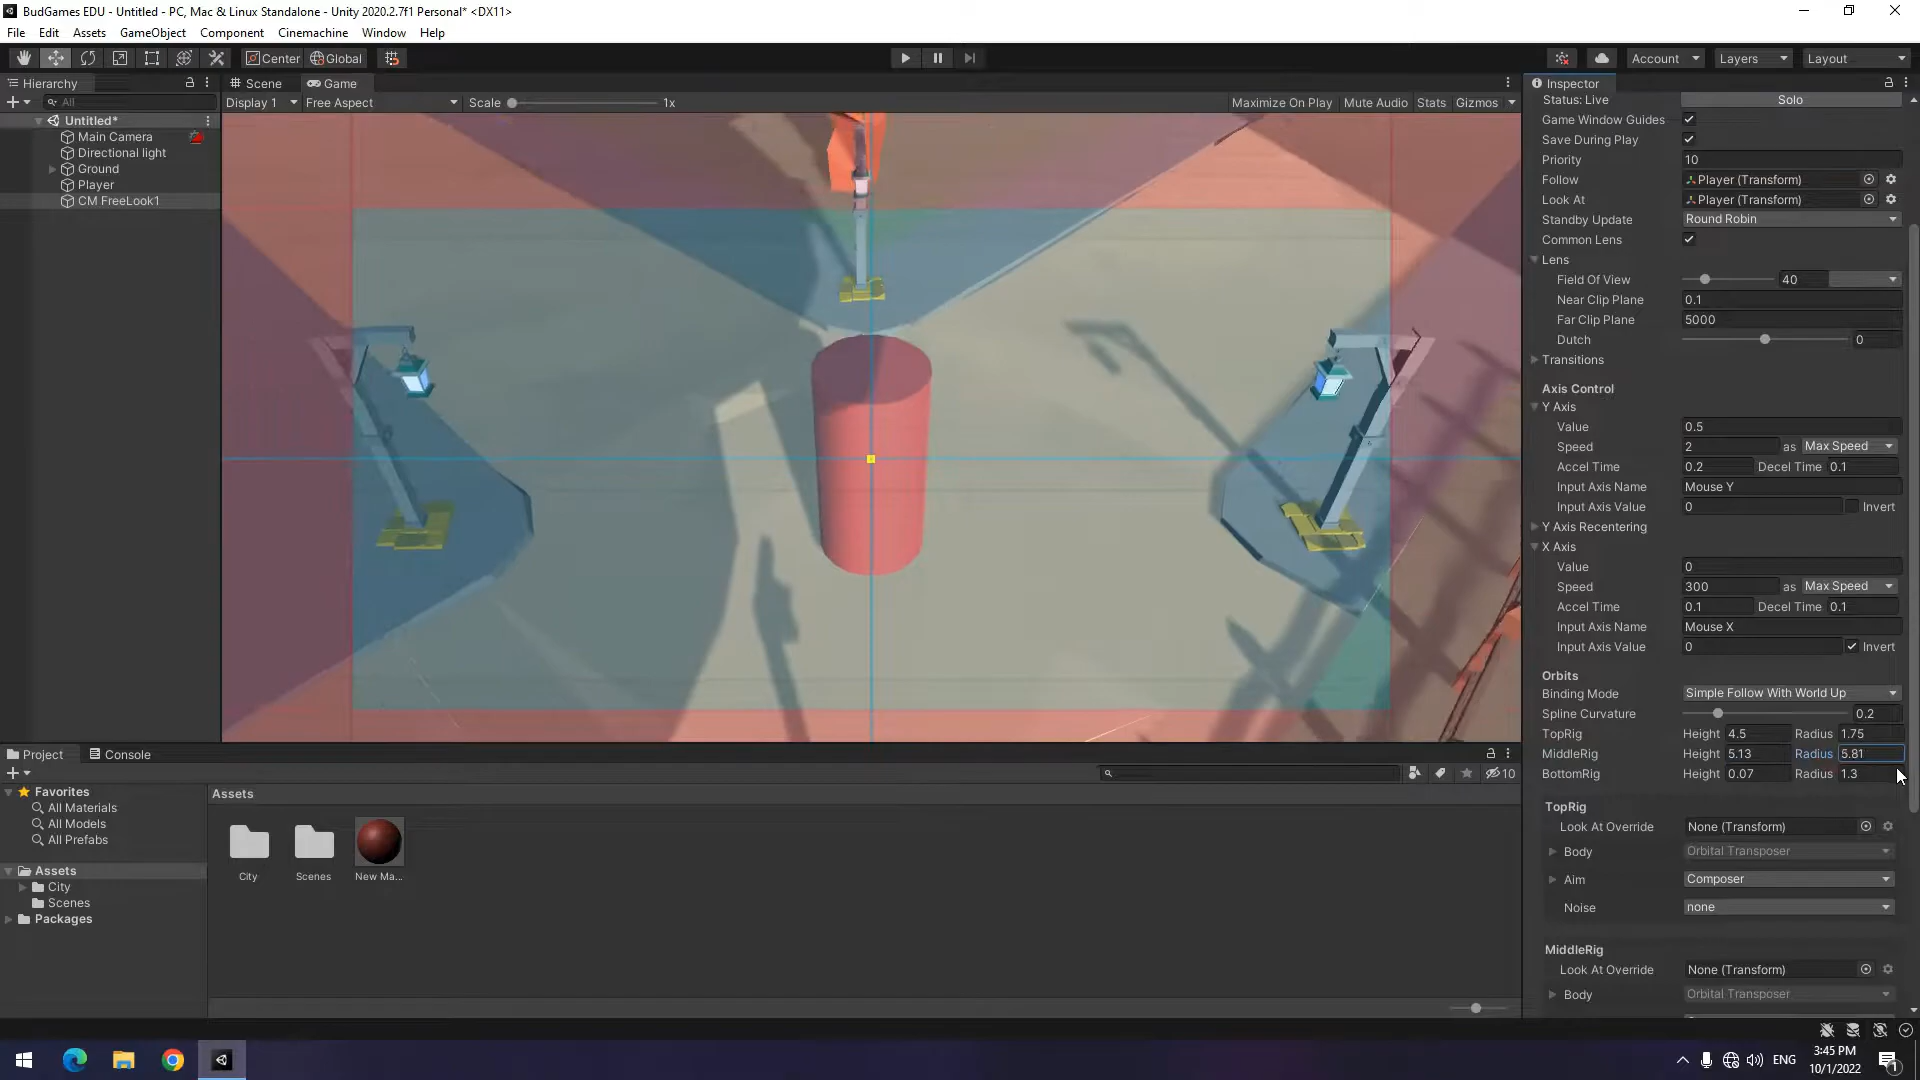 BudGames EDU - Untitled - PC, Mac & Linux Standalone - Unity 2020.2.7f1 Personal* <DX11>
File Edit Assets GameObject Component Cinemachine Window Help
Center Global Account Layers Layout
Hierarchy
All
Untitled*
Main Camera
Directional light
Ground
Player
CM FreeLook1
Scene Game
Display 1 Free Aspect Scale 1x Maximize On Play Mute Audio Stats Gizmos
Inspector
Status: Live Solo
Game Window Guides
Save During Play
Priority 10
Follow Player (Transform)
Look At Player (Transform)
Standby Update Round Robin
Common Lens
Lens
Field Of View 40
Near Clip Plane 0.1
Far Clip Plane 5000
Dutch 0
Transitions
Axis Control
Y Axis
Value 0.5
Speed 2 as Max Speed
Accel Time 0.2 Decel Time 0.1
Input Axis Name Mouse Y
Input Axis Value 0 Invert
Y Axis Recentering
X Axis
Value 0
Speed 300 as Max Speed
Accel Time 0.1 Decel Time 0.1
Input Axis Name Mouse X
Input Axis Value 0 Invert
Orbits
Binding Mode Simple Follow With World Up
Spline Curvature 0.2
TopRig Height 4.5 Radius 1.75
MiddleRig Height 5.13 Radius 5.81
BottomRig Height 0.07 Radius 1.3
TopRig
Look At Override None (Transform)
Body Orbital Transposer
Aim Composer
Noise none
MiddleRig
Look At Override None (Transform)
Body Orbital Transposer
Project Console
10
Favorites
All Materials
All Models
All Prefabs
Assets
City
Scenes
Packages
Assets
City Scenes New Ma...
ENG
3:45 PM
10/1/2022
1